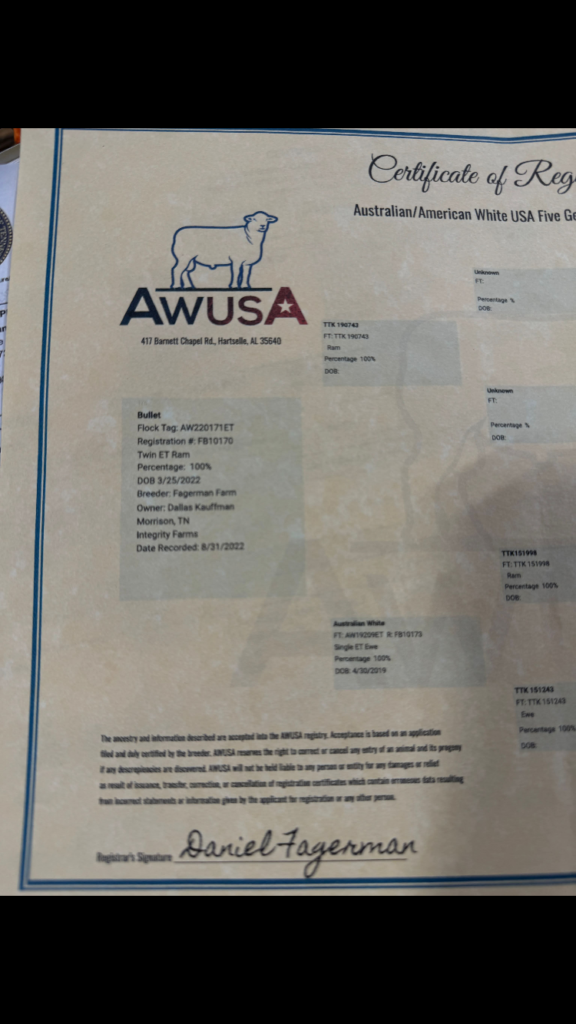 Certificate of Reg
Australian/American White USA Five Ge
AWUSA
417 Barnett Chapel Rd., Hartselle, AL 35640
Unknown
FT:
Percentage %
DOB:
TTK 190743
FT: TTK 190743
Ram
Percentage 100%
DOB:
Unknown
FT:
Percentage %
DOB:
Bullet
Flock Tag: AW220171ET
Registration #: FB10170
Twin ET Ram
Percentage: 100%
DOB 3/25/2022
Breeder: Fagerman Farm
Owner: Dallas Kauffman
Morrison, TN
Integrity Farms
Date Recorded: 8/31/2022
TTK151998
FT: TTK 151998
Ram
Percentage 100%
DOB:
Australian White
FT: AW19209ET R: FB10173
Single ET Ewe
Percentage 100%
DOB: 4/30/2019
TTK 151243
FT: TTK 151243
Ewe
Percentage 100%
DOB:
The ancestry and information described are accepted into the AWUSA registry. Acceptance is based on an application
filed and duly certified by the breeder. AWUSA reserves the right to correct or cancel any entry of an animal and its progeny
if any descrepiencies are discovered. AWUSA will not be held liable to any person or entity for any damages or relief
as result of issuance, transfer, correction, or cancellation of registration certificates which contain erroneous data resulting
from incorrect statements or information given by the applicant for registration or any other person.
Registrar's Signature Daniel Fagerman